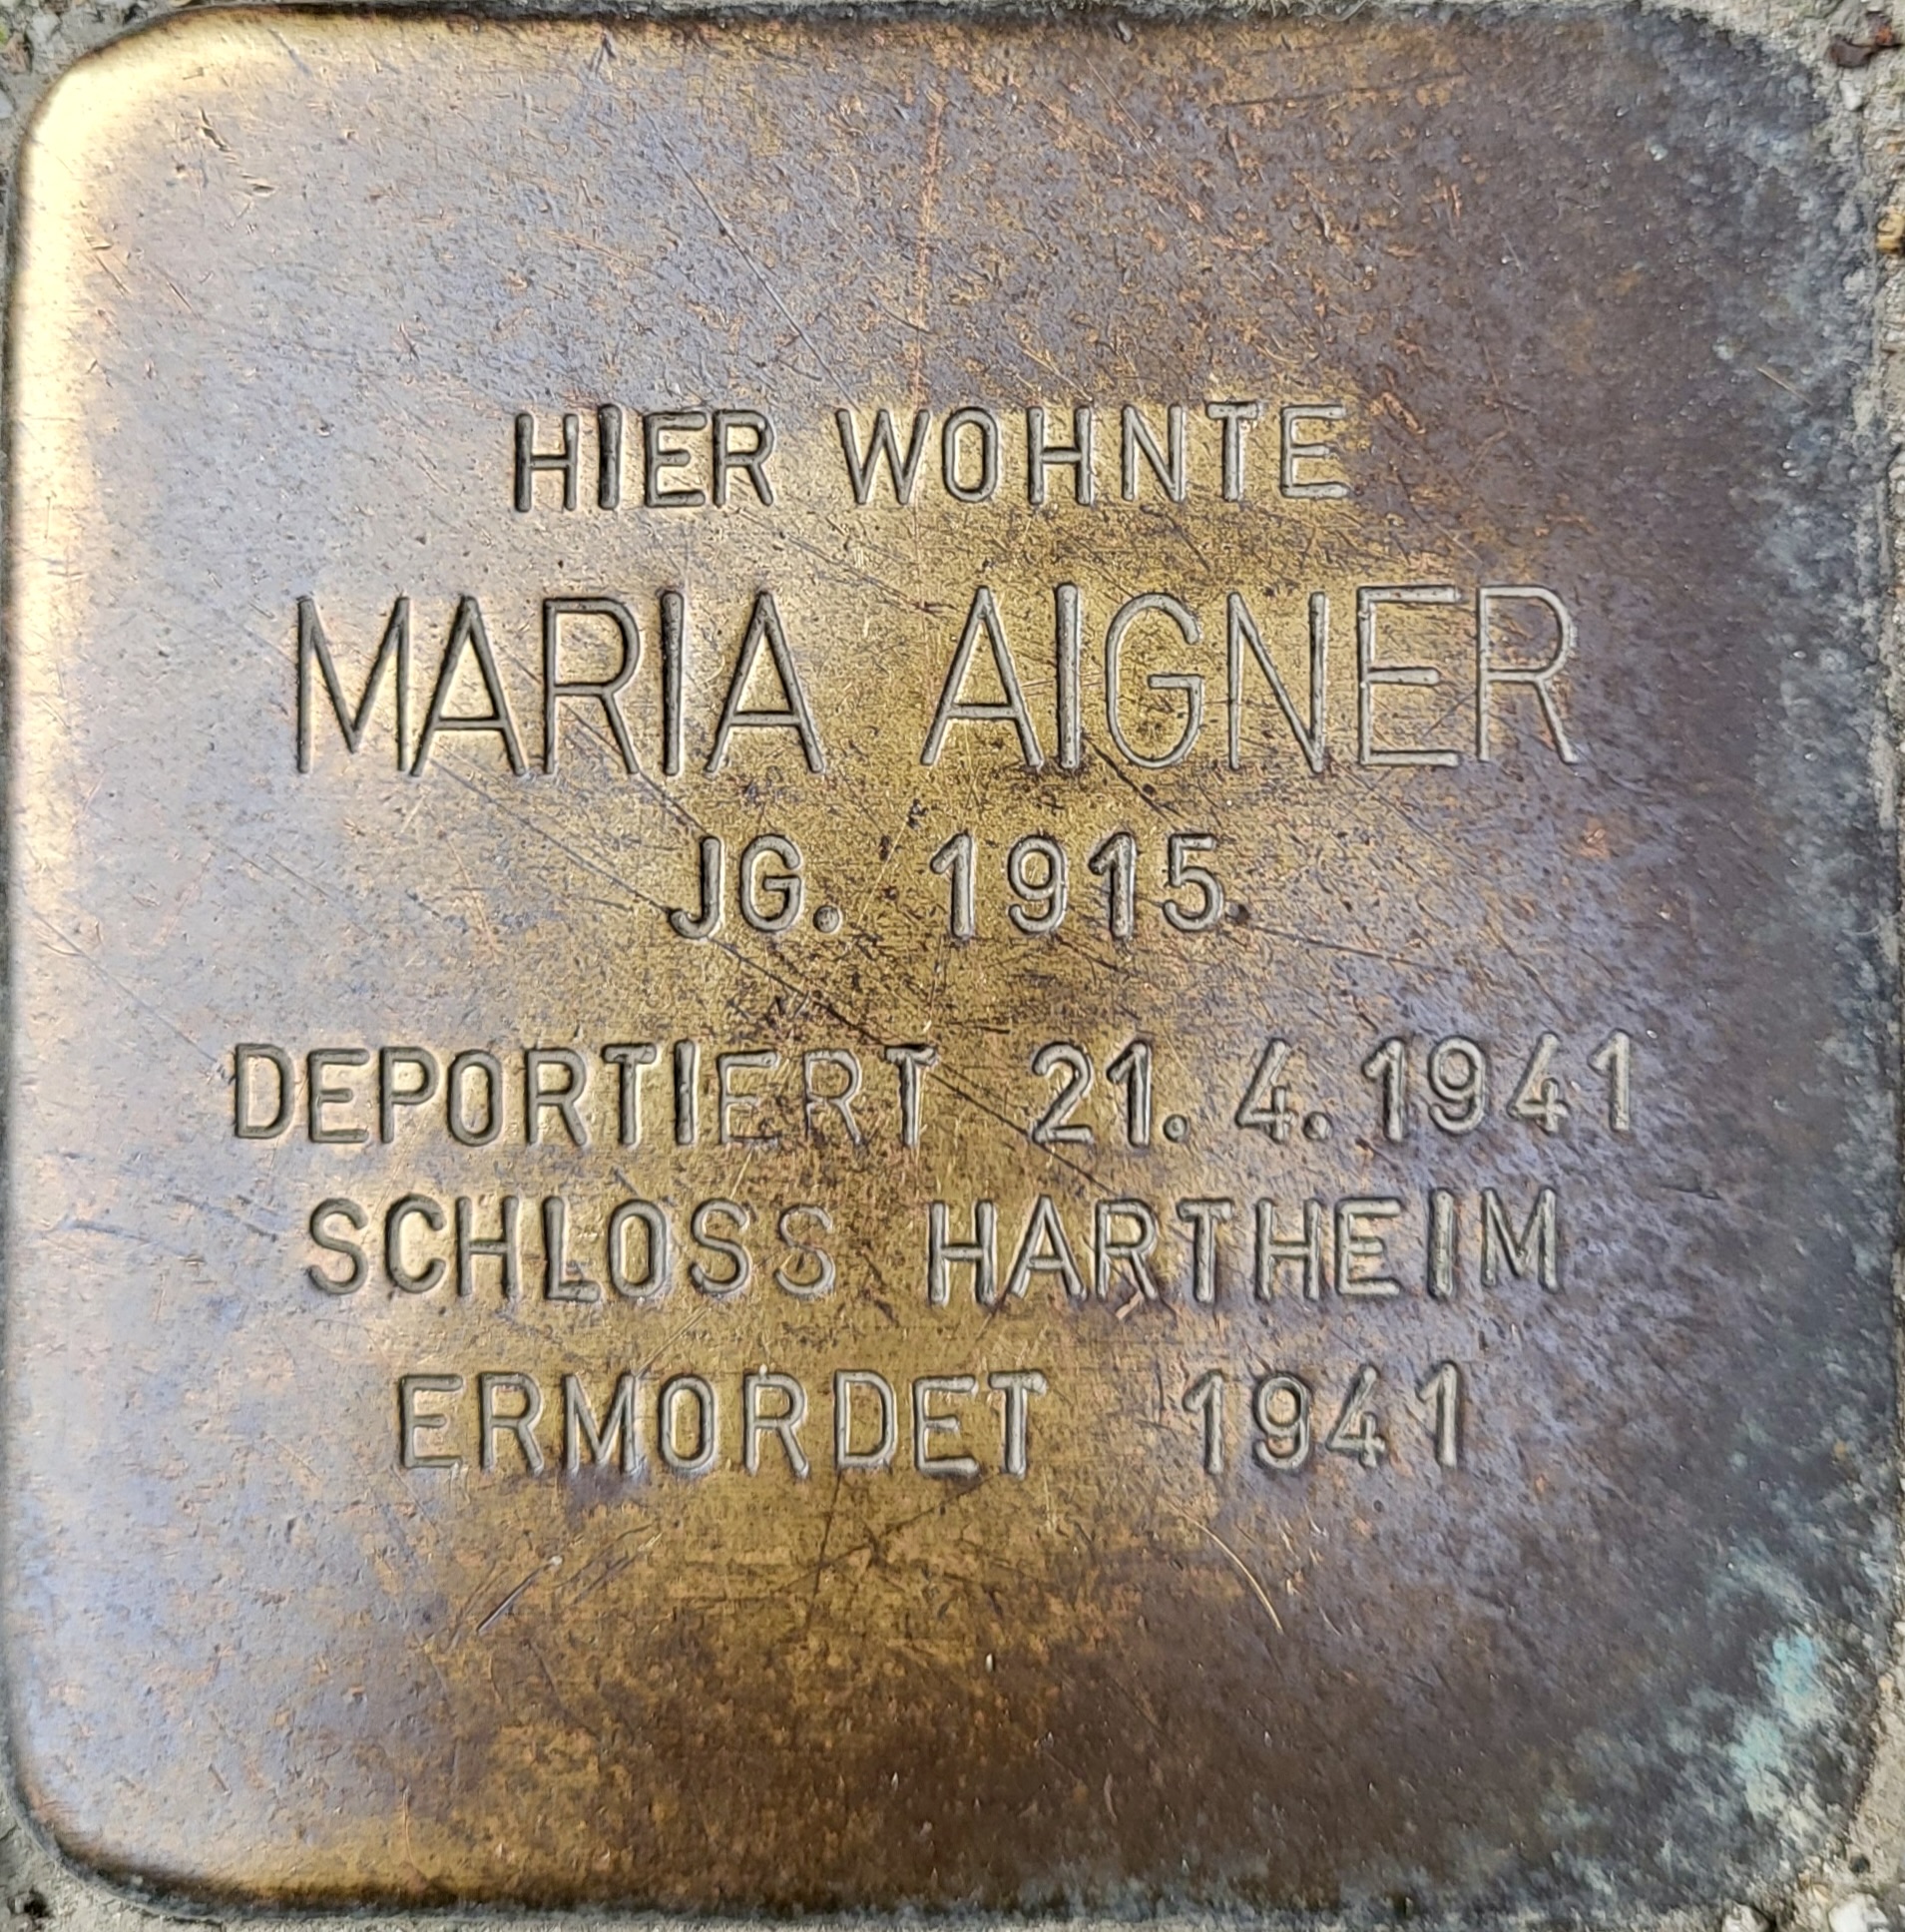 HIER WOHNTE
MARIA AIGNER
JG. 1915
DEPORTIERT 21. 4. 1941
SCHLOSS HARTHEIM
ERMORDET 1941